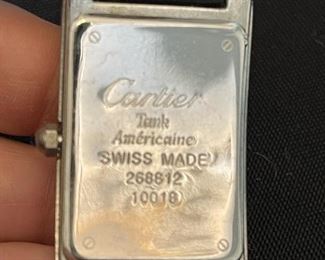 Cartier
Tank
Américaine
SWISS MADE
268812
10018